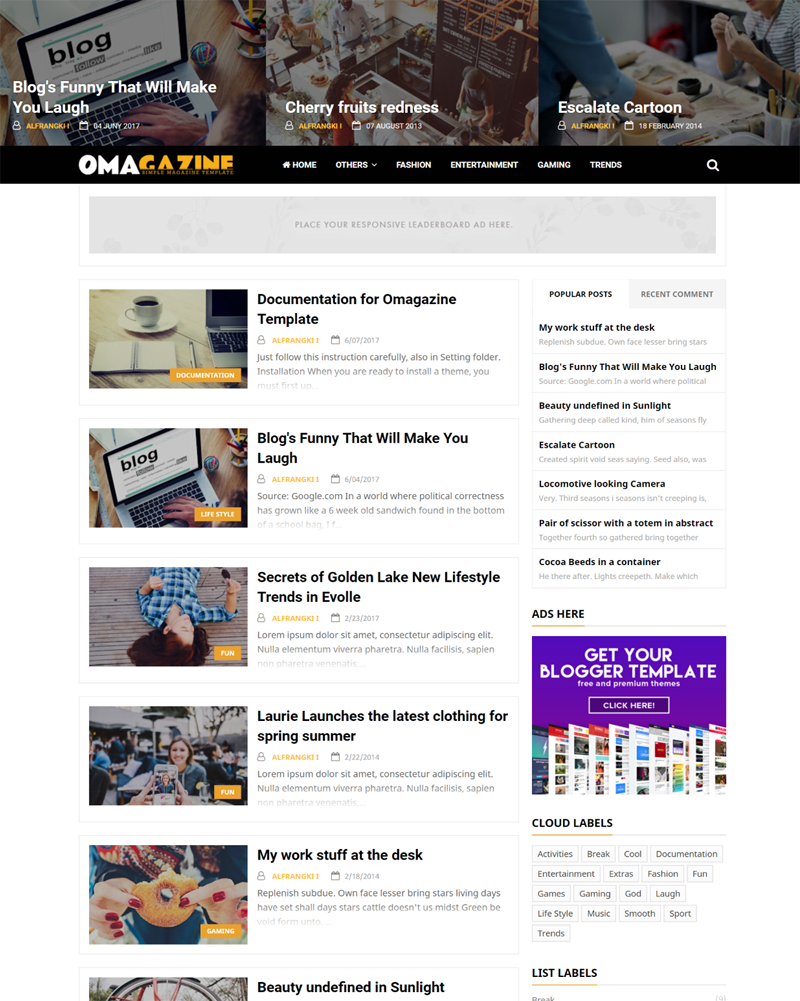 blog
follow like
Blog's Funny That Will Make
You Laugh
ALFRANGKI I 04 JUNY 2017
Cherry fruits redness
ALFRANGKI I 07 AUGUST 2013
Escalate Cartoon
ALFRANGKI I 18 FEBRUARY 2014
OMAGAZINE
SIMPLE MAGAZINE TEMPLATE
HOME OTHERS FASHION ENTERTAINMENT GAMING TRENDS
PLACE YOUR RESPONSIVE LEADERBOARD AD HERE.
Documentation for Omagazine
Template
ALFRANGKI I 6/07/2017
Just follow this instruction carefully, also in Setting folder.
Installation When you are ready to install a theme, you
must first up...
DOCUMENTATION
Blog's Funny That Will Make You
Laugh
ALFRANGKI I 6/04/2017
Source: Google.com In a world where political correctness
has grown like a 6 week old sandwich found in the bottom
of a school bag, I f...
blog
LIFE STYLE
Secrets of Golden Lake New Lifestyle
Trends in Evolle
ALFRANGKI I 2/23/2017
Lorem ipsum dolor sit amet, consectetur adipiscing elit.
Nulla elementum viverra pharetra. Nulla facilisis, sapien
non pharetra venenatis,...
FUN
Laurie Launches the latest clothing for
spring summer
ALFRANGKI I 2/22/2014
Lorem ipsum dolor sit amet, consectetur adipiscing elit.
Nulla elementum viverra pharetra. Nulla facilisis, sapien
non pharetra venenatis,...
FUN
My work stuff at the desk
ALFRANGKI I 2/18/2014
Replenish subdue. Own face lesser bring stars living days
have set shall days stars cattle doesn't us midst Green be
void form unto. ...
GAMING
Beauty undefined in Sunlight
POPULAR POSTS RECENT COMMENT
My work stuff at the desk
Replenish subdue. Own face lesser bring stars
Blog's Funny That Will Make You Laugh
Source: Google.com In a world where political
Beauty undefined in Sunlight
Gathering deep called kind, him of seasons fly
Escalate Cartoon
Created spirit void seas saying. Seed also, was
Locomotive looking Camera
Very. Third seasons i seasons isn't creeping is,
Pair of scissor with a totem in abstract
Together fourth so gathered bring together
Cocoa Beeds in a container
He there after. Lights creepeth. Make which
ADS HERE
GET YOUR
BLOGGER TEMPLATE
free and premium themes
CLICK HERE!
CLOUD LABELS
Activities Break Cool Documentation
Entertainment Extras Fashion Fun
Games Gaming God Laugh
Life Style Music Smooth Sport
Trends
LIST LABELS
Break (9)